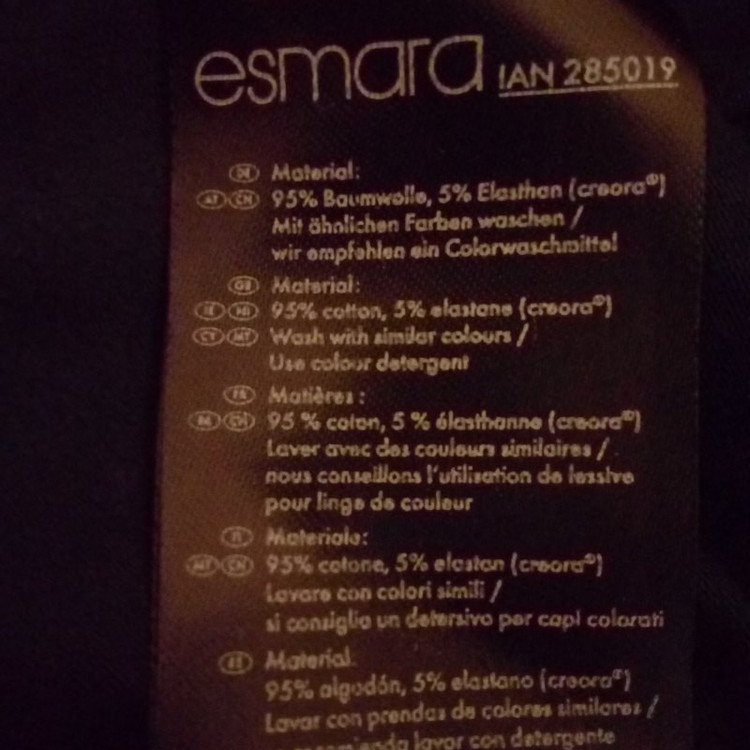 esmara IAN 285019
DE Material:
AT CH 95% Baumwolle, 5% Elasthan (creora®)
Mit ähnlichen Farben waschen /
wir empfehlen ein Colorwaschmittel
GB Material:
IE NI 95% cotton, 5% elastane (creora®)
CY MT Wash with similar colours /
Use colour detergent
FR Matières :
BE CH 95 % coton, 5 % élasthanne (creora®)
Laver avec des couleurs similaires /
nous conseillons l'utilisation de lessive
pour linge de couleur
IT Materiale:
MT CH 95% cotone, 5% elastan (creora®)
Lavare con colori simili /
si consiglia un detersivo per capi colorati
ES Material:
95% algodón, 5% elastano (creora®)
Lavar con prendas de colores similares /
lavar con detergente